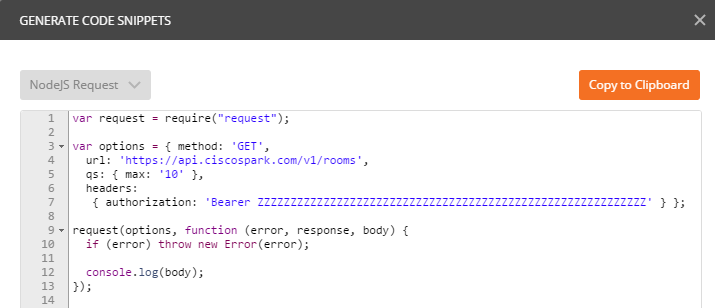 GENERATE CODE SNIPPETS
NodeJS Request
Copy to Clipboard
1 var request = require("request");
2
3 var options = { method: 'GET',
4 url: 'https://api.ciscospark.com/v1/rooms',
5 qs: { max: '10' },
6 headers:
7 { authorization: 'Bearer ZZZZZZZZZZZZZZZZZZZZZZZZZZZZZZZZZZZZZZZZZZZZZZZZZZZZZZZZZZZ' } };
8
9 request(options, function (error, response, body) {
10 if (error) throw new Error(error);
11
12 console.log(body);
13 });
14